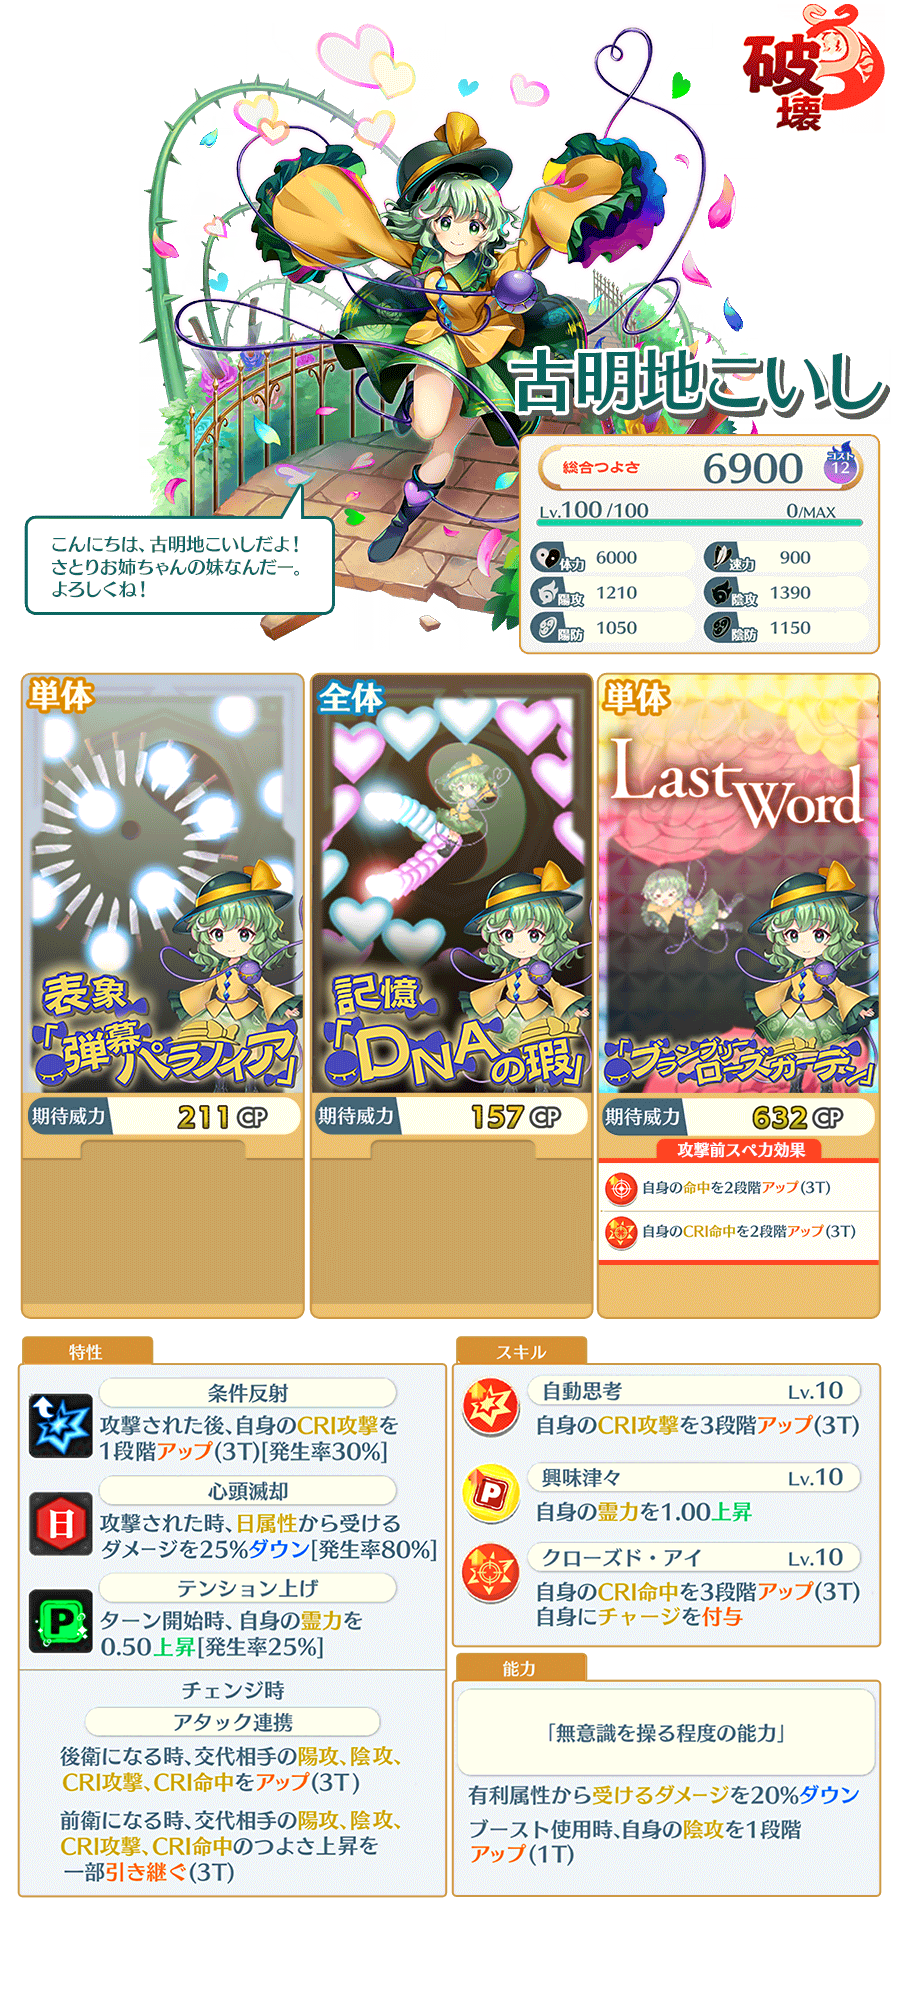 破壊
古明地こいし
総合つよさ 6900 コスト12
Lv.100/100 0/MAX
体力 6000 速力 900
陽攻 1210 陰攻 1390
陽防 1050 陰防 1150
こんにちは、古明地こいしだよ！
さとりお姉ちゃんの妹なんだー。
よろしくね！
単体
表象
「弾幕パラノイア」
期待威力 211 CP
全体
記憶
「DNAの瑕」
期待威力 157 CP
単体
Last Word
「ブランブリーローズガーデン」
期待威力 632 CP
攻撃前スペカ効果
自身の命中を2段階アップ(3T)
自身のCRI命中を2段階アップ(3T)
特性
条件反射
攻撃された後、自身のCRI攻撃を
1段階アップ(3T)[発生率30%]
日
心頭滅却
攻撃された時、日属性から受ける
ダメージを25%ダウン[発生率80%]
P
テンション上げ
ターン開始時、自身の霊力を
0.50上昇[発生率25%]
チェンジ時
アタック連携
後衛になる時、交代相手の陽攻、陰攻、
CRI攻撃、CRI命中をアップ(3T)
前衛になる時、交代相手の陽攻、陰攻、
CRI攻撃、CRI命中のつよさ上昇を
一部引き継ぐ(3T)
スキル
自動思考 Lv.10
自身のCRI攻撃を3段階アップ(3T)
P
興味津々 Lv.10
自身の霊力を1.00上昇
クローズド・アイ Lv.10
自身のCRI命中を3段階アップ(3T)
自身にチャージを付与
能力
「無意識を操る程度の能力」
有利属性から受けるダメージを20%ダウン
ブースト使用時、自身の陰攻を1段階
アップ(1T)